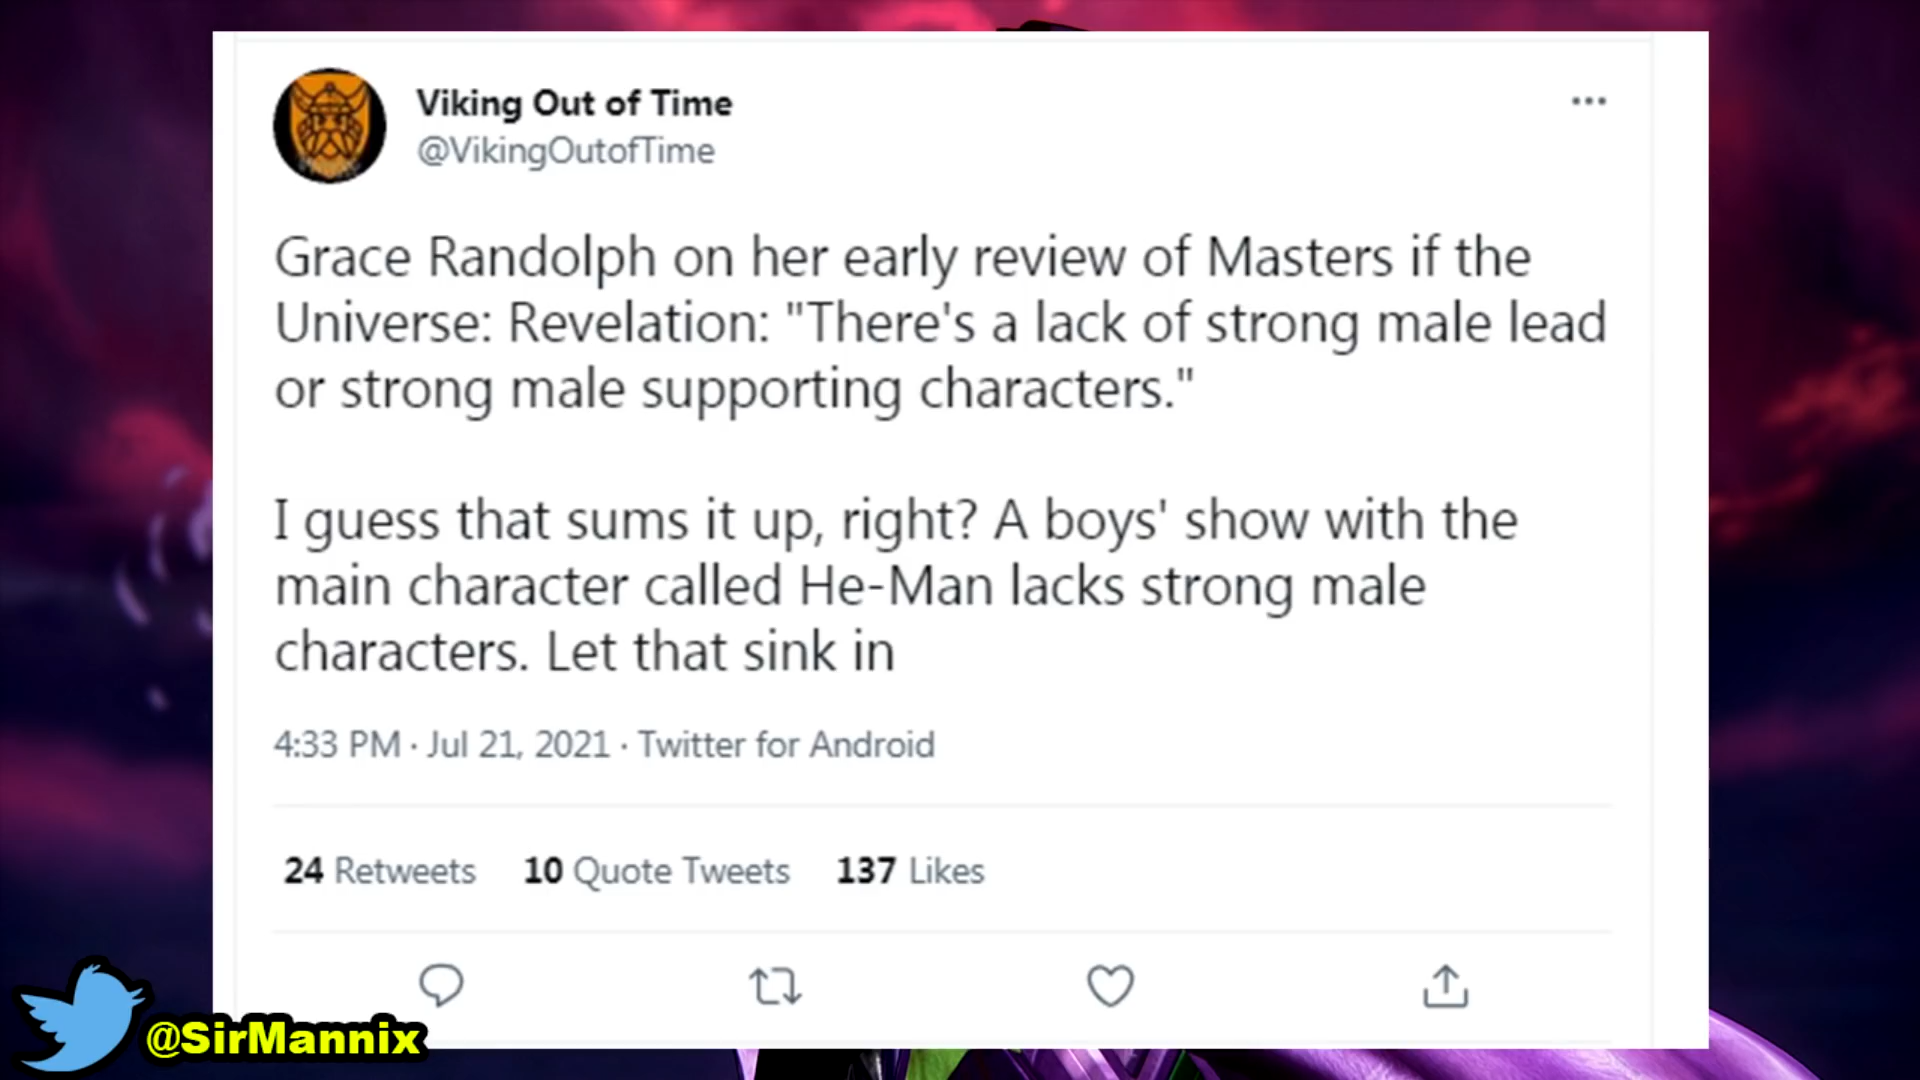 Viking Out of Time
@VikingOutofTime
Grace Randolph on her early review of Masters if the
Universe: Revelation: "There's a lack of strong male lead
or strong male supporting characters."
I guess that sums it up, right? A boys' show with the
main character called He-Man lacks strong male
characters. Let that sink in
4:33 PM · Jul 21, 2021 · Twitter for Android
24 Retweets 10 Quote Tweets 137 Likes
@SirMannix